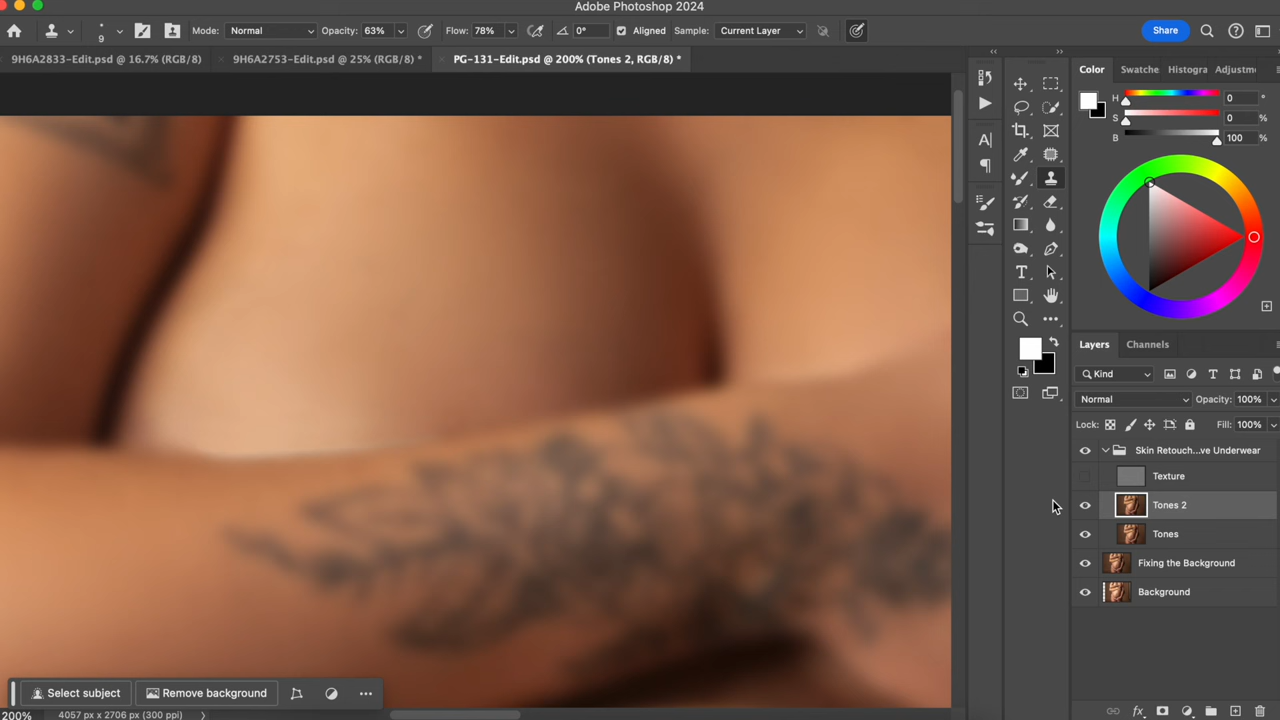 Adobe Photoshop 2024
9
Mode: Normal
Opacity: 63%
Flow: 78%
0°
Aligned
Sample: Current Layer
Share
9H6A2833-Edit.psd @ 16.7% (RGB/8)
9H6A2753-Edit.psd @ 25% (RGB/8) *
PG-131-Edit.psd @ 200% (Tones 2, RGB/8) *
Color
Swatche
Histogra
Adjustm
H 0 °
S 0 %
B 100 %
Layers
Channels
Kind
Normal
Opacity: 100%
Lock:
Fill: 100%
Skin Retouch...ve Underwear
Texture
Tones 2
Tones
Fixing the Background
Background
fx
Select subject
Remove background
200%
4057 px x 2706 px (300 ppi)